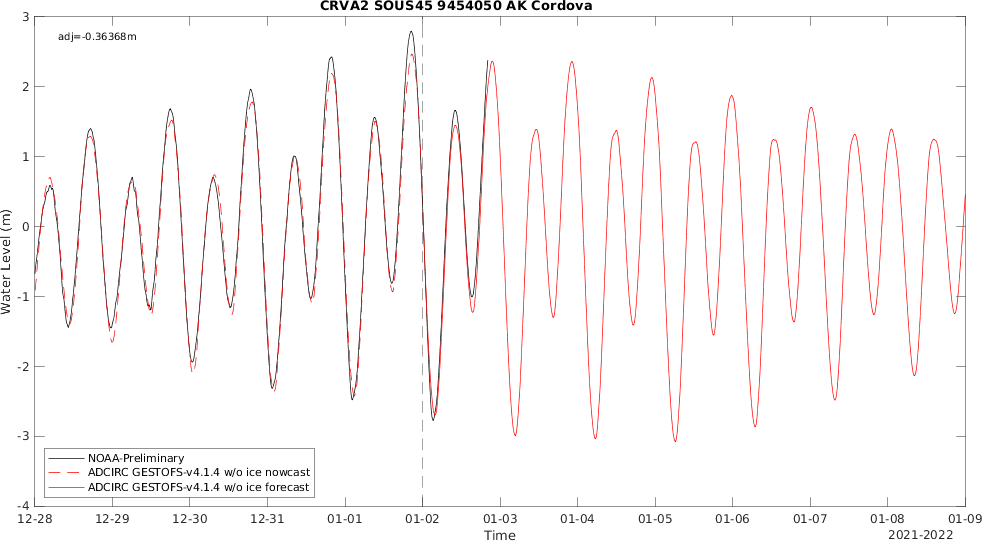 CRVA2 SOUS45 9454050 AK Cordova
adj=-0.36368m
3
2
1
0
-1
-2
-3
-4
Water Level (m)
NOAA-Preliminary
ADCIRC GESTOFS-v4.1.4 w/o ice nowcast
ADCIRC GESTOFS-v4.1.4 w/o ice forecast
12-28 12-29 12-30 12-31 01-01 01-02 01-03 01-04 01-05 01-06 01-07 01-08 01-09
Time
2021-2022